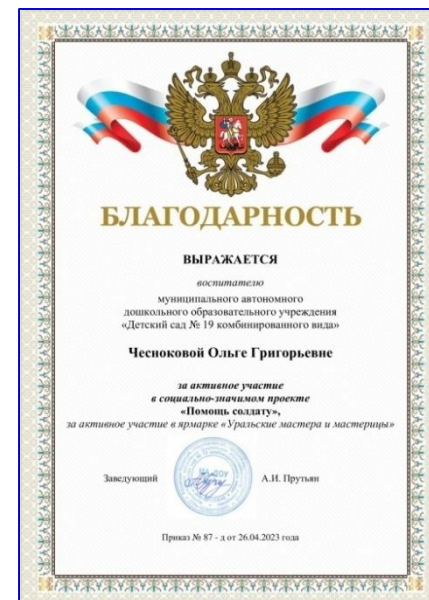 БЛАГОДАРНОСТЬ
ВЫРАЖАЕТСЯ
воспитателю
муниципального автономного
дошкольного образовательного учреждения
«Детский сад № 19 комбинированного вида»
Чесноковой Ольге Григорьевне
за активное участие
в социально-значимом проекте
«Помощь солдату»,
за активное участие в ярмарке «Уральские мастера и мастерицы»
Заведующий А.И. Прутьян
Приказ № 87 - д от 26.04.2023 года